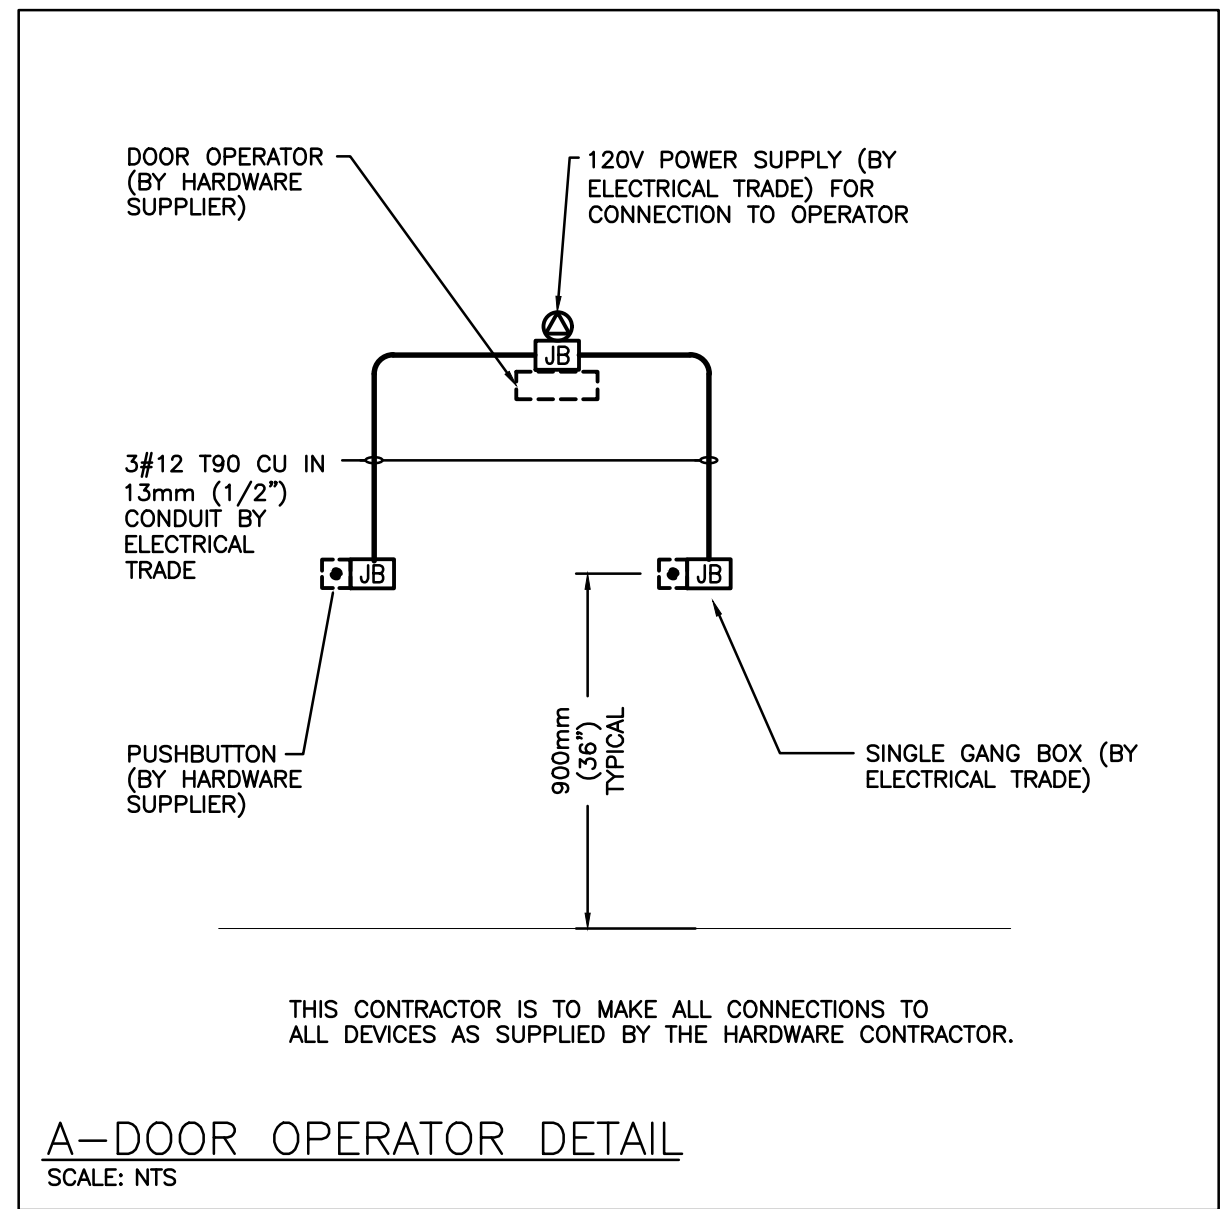 DOOR OPERATOR
(BY HARDWARE
SUPPLIER)
120V POWER SUPPLY (BY
ELECTRICAL TRADE) FOR
CONNECTION TO OPERATOR
JB
3#12 T90 CU IN
13mm (1/2")
CONDUIT BY
ELECTRICAL
TRADE
JB
JB
900mm
(36")
TYPICAL
PUSHBUTTON
(BY HARDWARE
SUPPLIER)
SINGLE GANG BOX (BY
ELECTRICAL TRADE)
THIS CONTRACTOR IS TO MAKE ALL CONNECTIONS TO
ALL DEVICES AS SUPPLIED BY THE HARDWARE CONTRACTOR.
A-DOOR OPERATOR DETAIL
SCALE: NTS